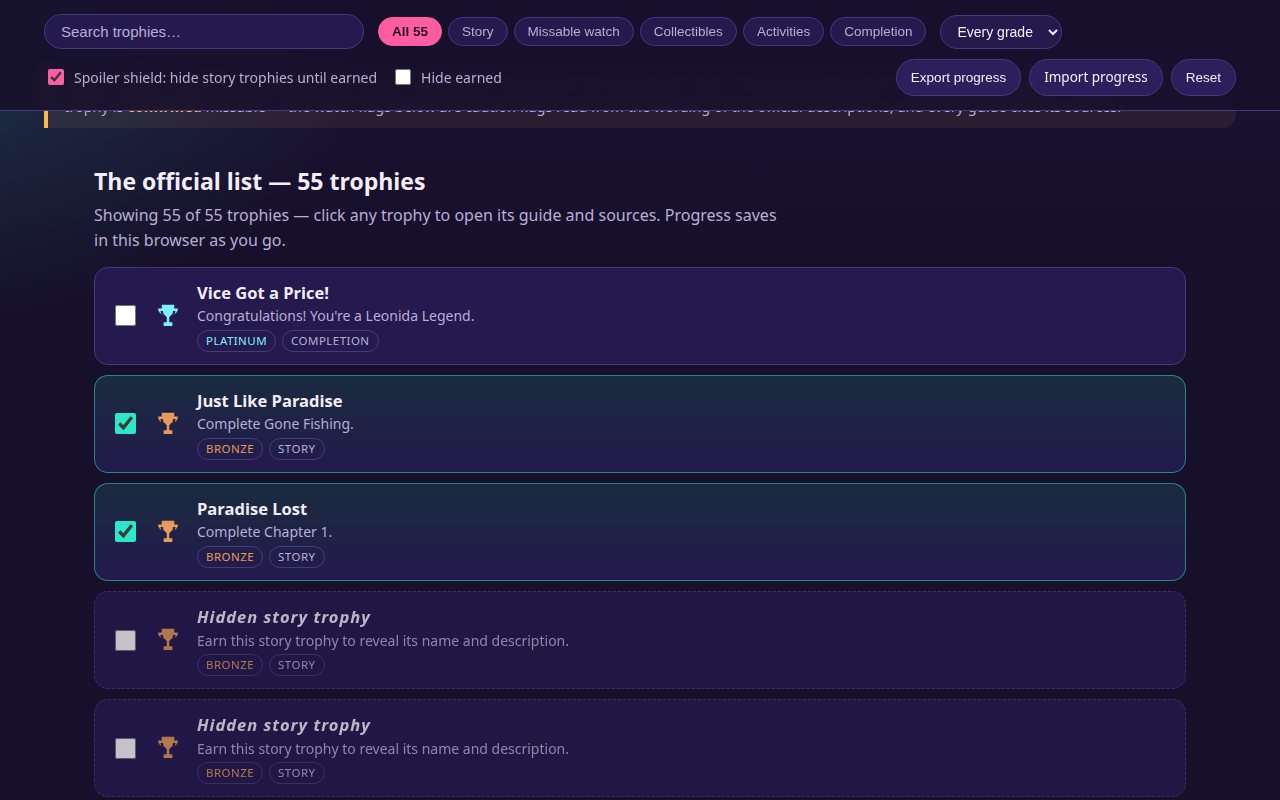 Search trophies…
All 55
Story
Missable watch
Collectibles
Activities
Completion
Every grade
Spoiler shield: hide story trophies until earned
Hide earned
Export progress
Import progress
Reset
The official list — 55 trophies
Showing 55 of 55 trophies — click any trophy to open its guide and sources. Progress saves
in this browser as you go.
Vice Got a Price!
Congratulations! You're a Leonida Legend.
PLATINUM
COMPLETION
Just Like Paradise
Complete Gone Fishing.
BRONZE
STORY
Paradise Lost
Complete Chapter 1.
BRONZE
STORY
Hidden story trophy
Earn this story trophy to reveal its name and description.
BRONZE
STORY
Hidden story trophy
Earn this story trophy to reveal its name and description.
BRONZE
STORY